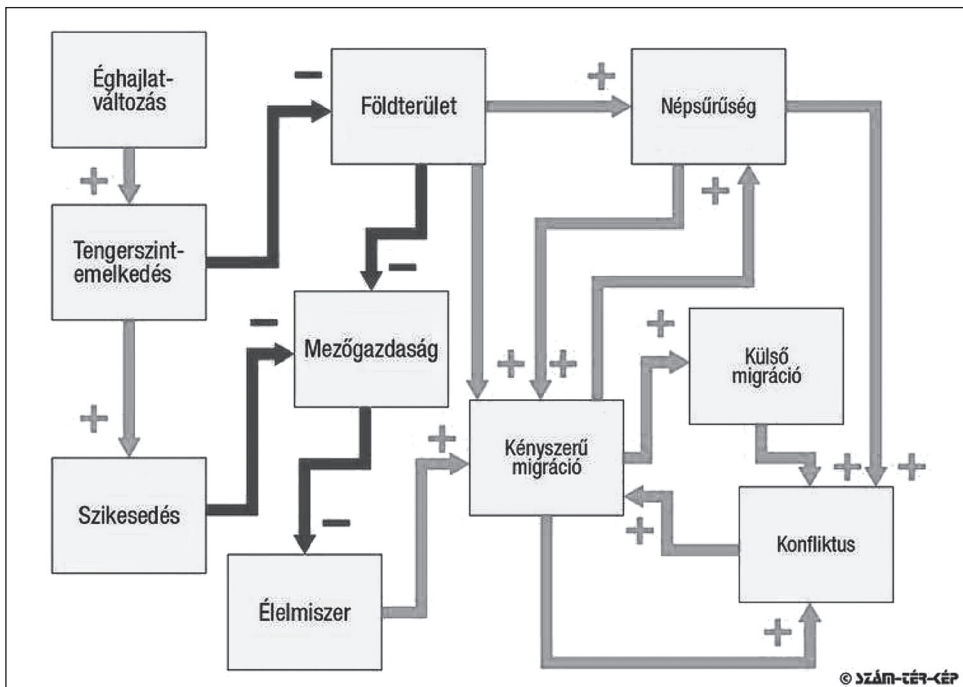 Éghajlat-
változás
Földterület
Népsűrűség
Tengerszint-
emelkedés
Mezőgazdaság
Külső
migráció
Kényszerű
migráció
Szikesedés
Konfliktus
Élelmiszer
© SZÁM-TÉR-KÉP